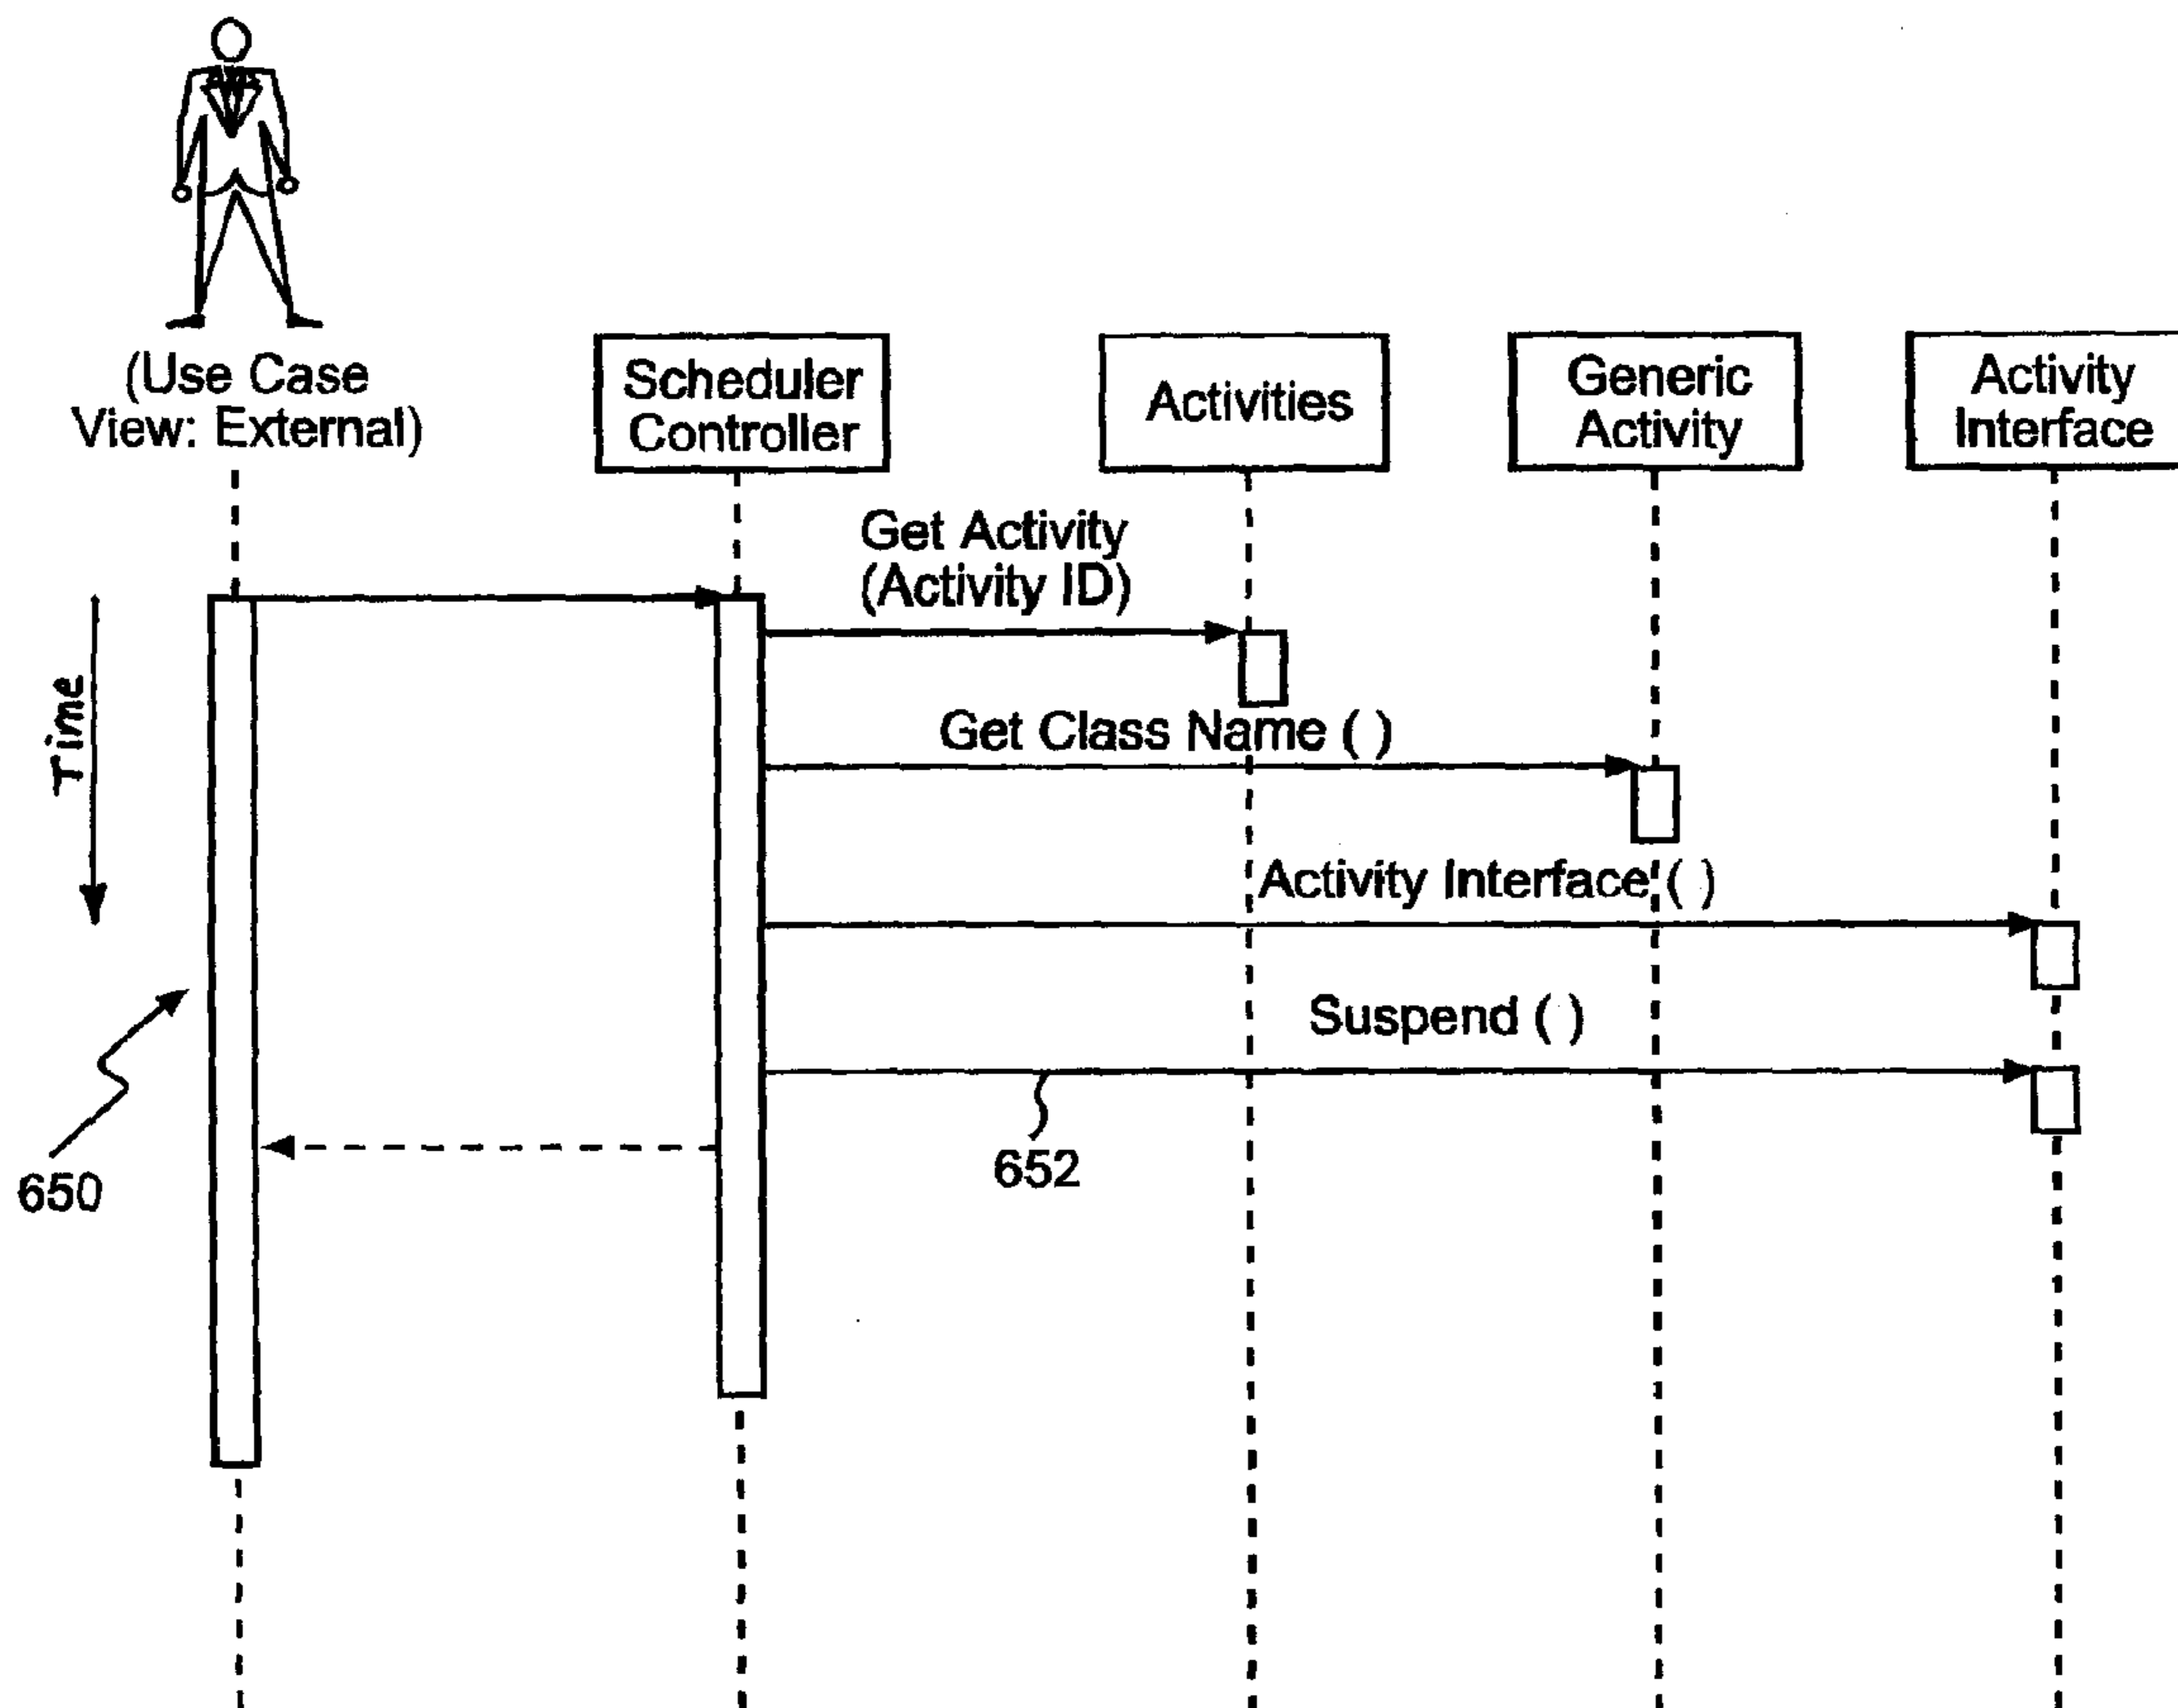 (Use Case
View: External)
Scheduler
Controller
Activities
Generic
Activity
Activity
Interface
Get Activity
(Activity ID)
Time
Get Class Name ( )
Activity Interface ( )
Suspend ( )
652
650